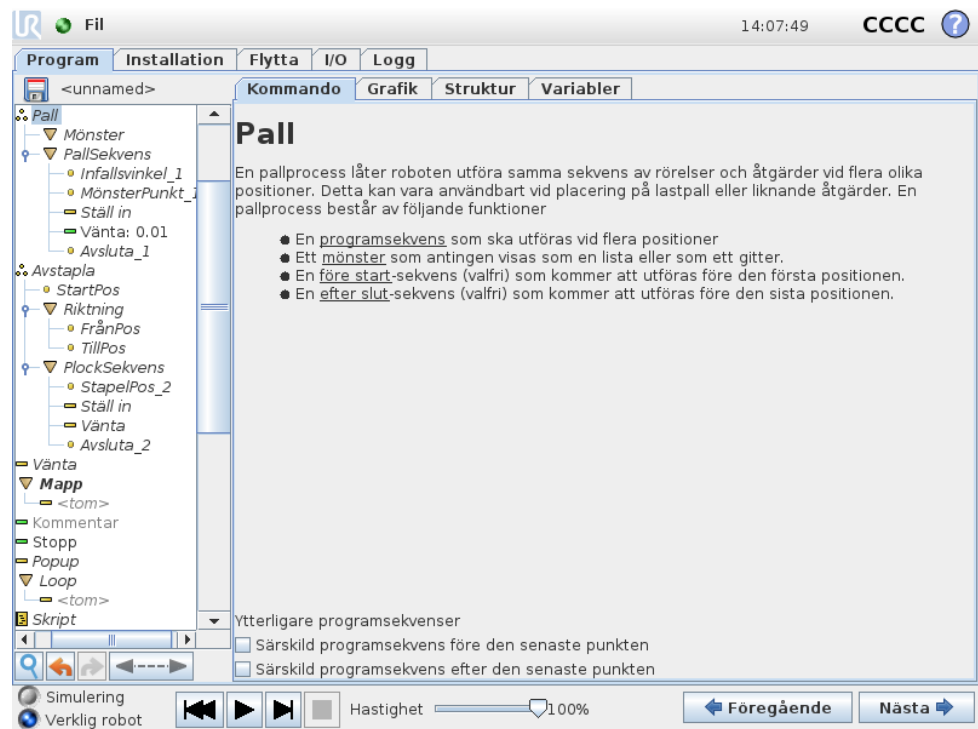 UR Fil 14:07:49 CCCC ?
Program Installation Flytta I/O Logg
<unnamed>
Kommando Grafik Struktur Variabler
Pall
Mönster
PallSekvens
Infallsvinkel_1
MönsterPunkt_1
Ställ in
Vänta: 0.01
Avsluta_1
Avstapla
StartPos
Riktning
FrånPos
TillPos
PlockSekvens
StapelPos_2
Ställ in
Vänta
Avsluta_2
Vänta
Mapp
<tom>
Kommentar
Stopp
Popup
Loop
<tom>
Skript
Pall
En pallprocess låter roboten utföra samma sekvens av rörelser och åtgärder vid flera olika
positioner. Detta kan vara användbart vid placering på lastpall eller liknande åtgärder. En
pallprocess består av följande funktioner
En programsekvens som ska utföras vid flera positioner
Ett mönster som antingen visas som en lista eller som ett gitter.
En före start-sekvens (valfri) som kommer att utföras före den första positionen.
En efter slut-sekvens (valfri) som kommer att utföras före den sista positionen.
Ytterligare programsekvenser
Särskild programsekvens före den senaste punkten
Särskild programsekvens efter den senaste punkten
Simulering
Verklig robot
Hastighet 100%
Föregående Nästa